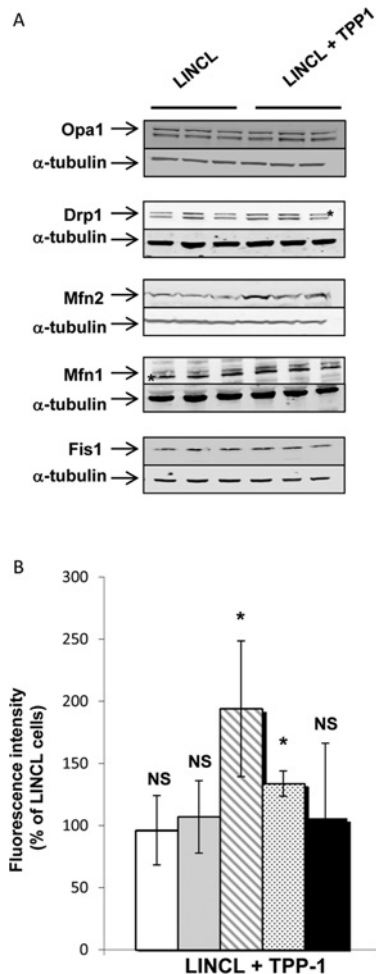 A
LINCL
LINCL + TPP1
Opa1
α-tubulin
Drp1
*
α-tubulin
Mfn2
α-tubulin
Mfn1
*
α-tubulin
Fis1
α-tubulin
B
Fluorescence intensity
(% of LINCL cells)
300
250
200
150
100
50
0
NS
NS
*
*
NS
LINCL + TPP-1